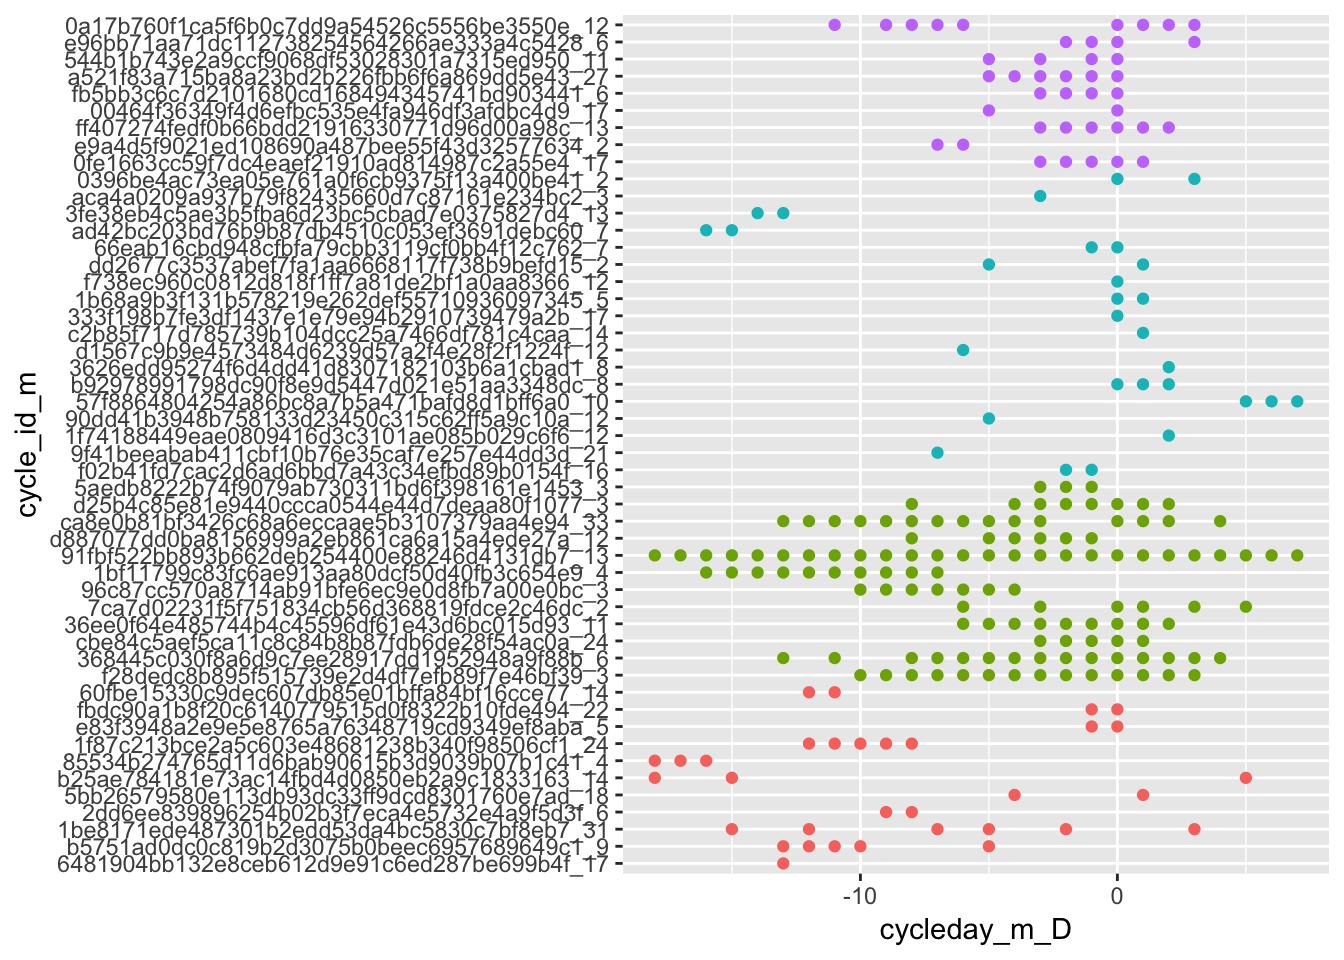 0a17b760f1ca5f6b0c7dd9a54526c5556be3550e_12
e96bb71aa71dc112738254564266ae333a4c5428_6
544b1b743e2a9ccf9068df53028301a7315ed950_11
a521f83a715ba8a23bd2b226fbb6f6a869dd5e43_27
fb5bb3c6c7d2101680cd168494345741bd903441_6
00464f36349f4d6efbc535e4fa946df3afdbc4d9_17
ff407274fedf0b66bdd21916330771d96d00a98c_13
e9a4d5f9021ed108690a487bee55f43d32577634_2
0fe1663cc59f7dc4eaef21910ad814987c2a55e4_17
0396be4ac73ea05e761a0f6cb9375f13a400be41_2
aca4a0209a937b79f82435660d7c87161e234bc2_3
3fe38eb4c5ae3b5fba6d23bc5cbad7e0375827d4_13
ad42bc203bd76b9b87db4510c053ef3691debc60_7
66eab16cbd948cfbfa79cbb3119cf0bb4f12c762_7
dd2677c3537abef7fa1aa6668117f738b9befd15_2
f738ec960c0812d818f1ff7a81de2bf1a0aa8366_12
1b68a9b3f131b578219e262def55710936097345_5
333f198b7fe3df1437e1e79e94b2910739479a2b_17
c2b85f717d785739b104dcc25a7466df781c4caa_14
d1567c9b9e4573484d6239d57a2f4e28f2f1224f_12
3626edd95274f6d4dd41d8307182103b6a1cbad1_8
b92978991798dc90f8e9d5447d021e51aa3348dc_8
57f8864804254a86bc8a7b5a471bafd8d1bff6a0_10
90dd41b3948b758133d23450c315c62ff5a9c10a_12
1f74188449eae0809416d3c3101ae085b029c6f6_12
9f41beeabab411cbf10b76e35caf7e257e44dd3d_21
f02b41fd7cac2d6ad6bbd7a43c34efbd89b0154f_16
5aedb8222b74f9079ab730311bd6f398161e1453_3
d25b4c85e81e9440ccca0544e44d7deaa80f1077_3
ca8e0b81bf3426c68a6eccaae5b3107379aa4e94_33
d887077dd0ba8156999a2eb861ca6a15a4ede27a_12
91fbf522bb893b662deb254400e88246d4131db7_13
1bf11799c83fc6ae913aa80dcf50d40fb3c654e9_4
96c87cc570a8714ab91bfe6ec9e0d8fb7a00e0bc_3
7ca7d02231f5f751834cb56d368819fdce2c46dc_2
36ee0f64e485744b4c45596df61e43d6bc015d93_11
cbe84c5aef5ca11c8c84b8b87fdb6de28f54ac0a_24
368445c030f8a6d9c7ee28917dd1952948a9f88b_6
f28dedc8b895f515739e2d4df7efb89f7e46bf39_3
60fbe15330c9dec607db85e01bffa84bf16cce77_14
fbdc90a1b8f20c6140779515d0f8322b10fde494_22
e83f3948a2e9e5e8765a76348719cd9349ef8aba_5
1f87c213bce2a5c603e48681238b340f98506cf1_24
85534b274765d11d6bab90615b3d9039b07b1c41_4
b25ae784181e73ac14fbd4d0850eb2a9c1833163_14
5bb26579580e113db93dc33ff9dcd8301760e7ad_18
2dd6ee839896254b02b3f7eca4e5732e4a9f5d3f_6
1be8171ede487301b2edd53da4bc5830c7bf8eb7_31
b5751ad0dc0c819b2d3075b0beec6957689649c1_9
6481904bb132e8ceb612d9e91c6ed287be699b4f_17
cycle_id_m
-10 0
cycleday_m_D